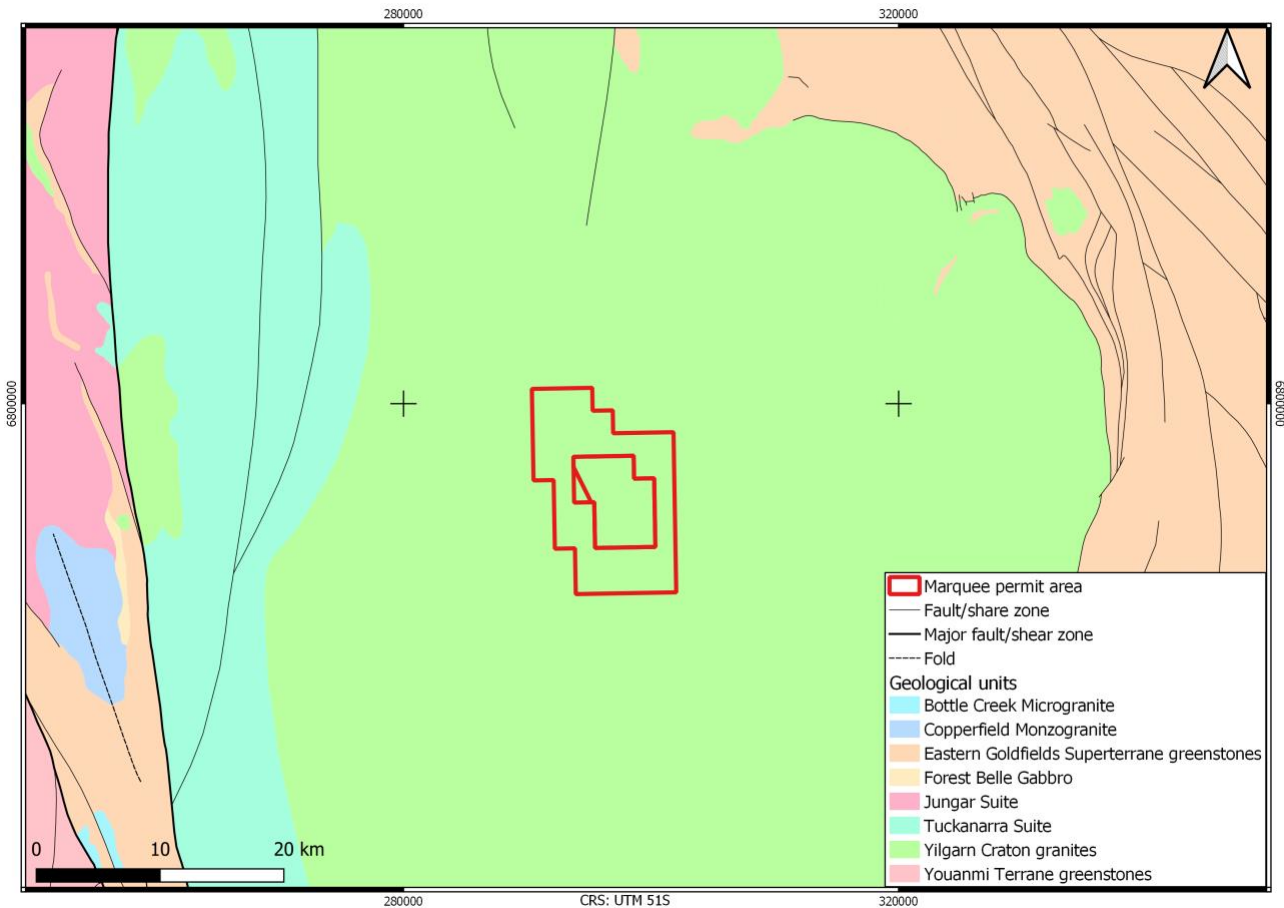 280000
320000
6800000
6800000
Marquee permit area
Fault/share zone
Major fault/shear zone
Fold
Geological units
Bottle Creek Microgranite
Copperfield Monzogranite
Eastern Goldfields Superterrane greenstones
Forest Belle Gabbro
Jungar Suite
Tuckanarra Suite
Yilgarn Craton granites
Youanmi Terrane greenstones
0 10 20 km
280000
CRS: UTM 51S
320000